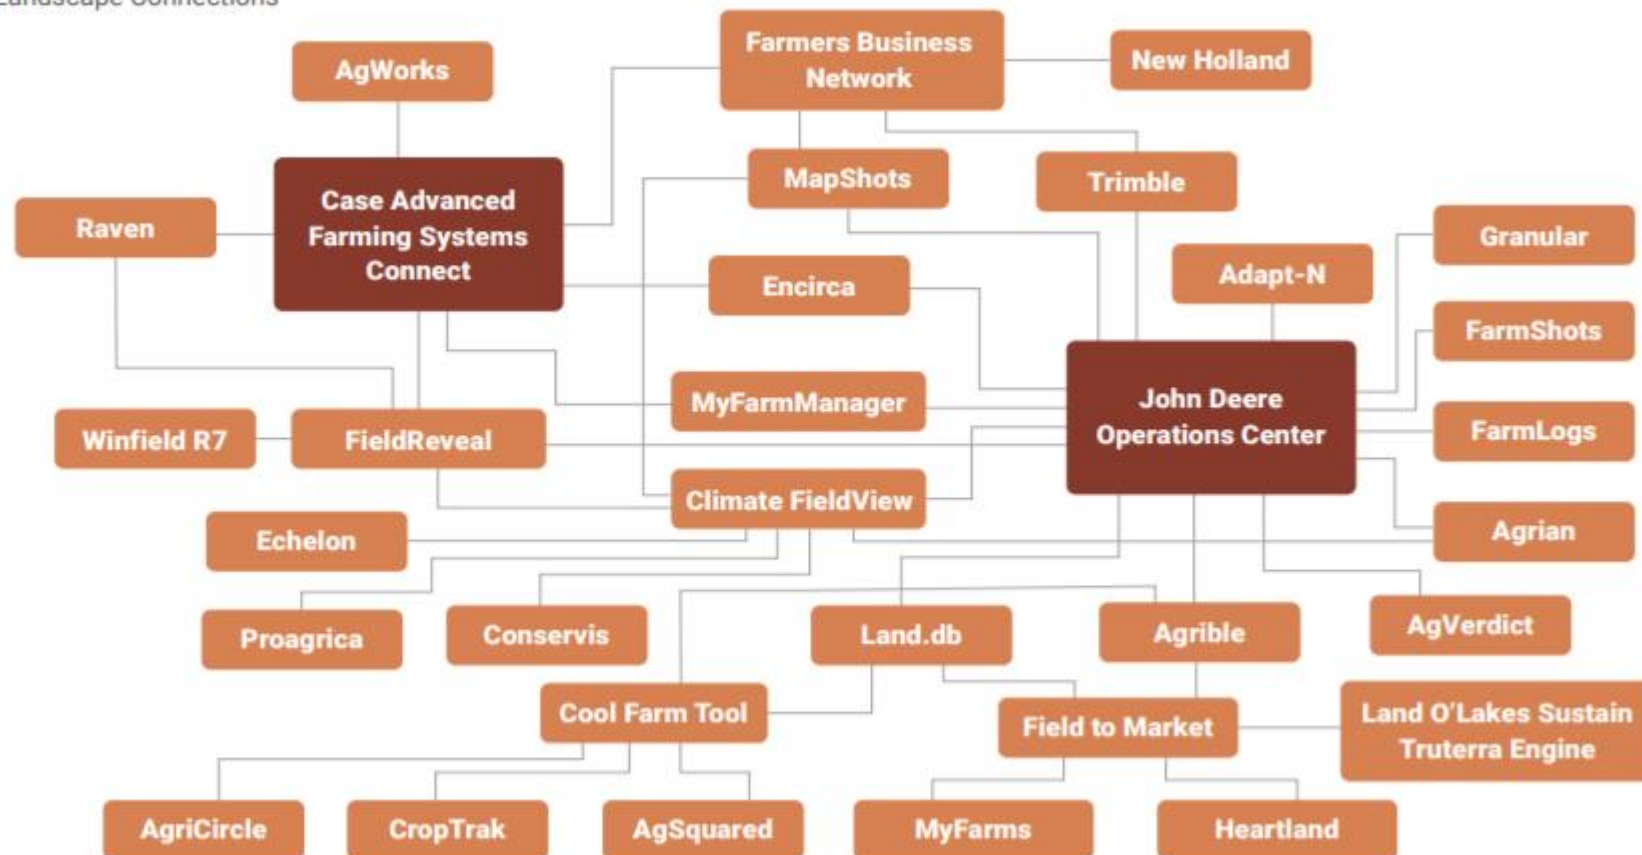 Landscape Connections
Farmers Business
Network
New Holland
AgWorks
MapShots
Trimble
Case Advanced
Farming Systems
Connect
Raven
Granular
Encirca
Adapt-N
FarmShots
MyFarmManager
John Deere
Operations Center
Winfield R7
FieldReveal
FarmLogs
Climate FieldView
Echelon
Agrian
Proagrica
Conservis
Land.db
Agrible
AgVerdict
Cool Farm Tool
Field to Market
Land O'Lakes Sustain
Truterra Engine
AgriCircle
CropTrak
AgSquared
MyFarms
Heartland